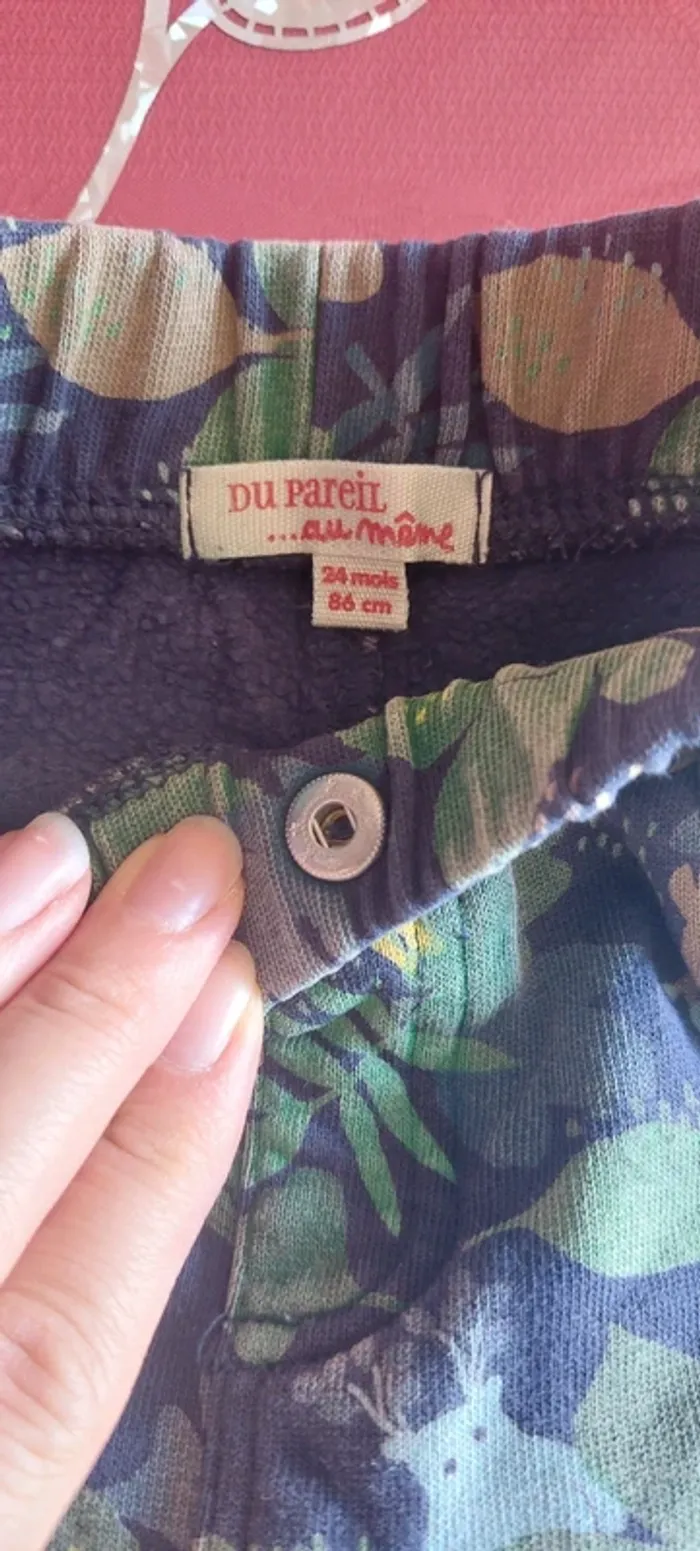 DU PAREIL
...au même
24 mois
86 cm